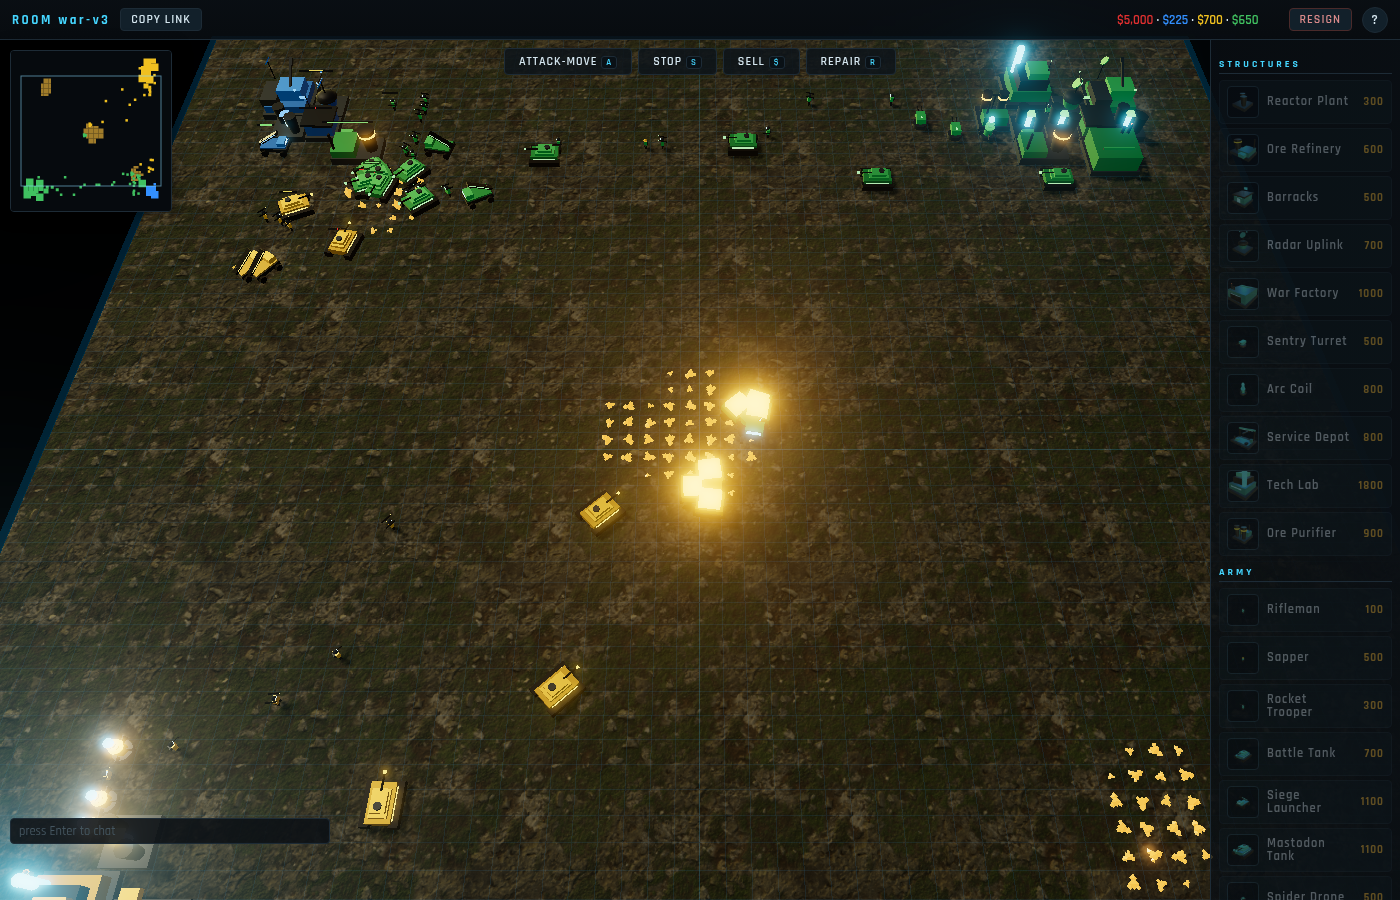 ROOM war-v3
COPY LINK
$5,000 · $225 · $700 · $650
RESIGN
?
ATTACK-MOVE A
STOP S
SELL $
REPAIR R
STRUCTURES
Reactor Plant 300
Ore Refinery 600
Barracks 500
Radar Uplink 700
War Factory 1000
Sentry Turret 500
Arc Coil 800
Service Depot 800
Tech Lab 1800
Ore Purifier 900
ARMY
Rifleman 100
Sapper 500
Rocket
Trooper 300
Battle Tank 700
Siege
Launcher 1100
Mastodon
Tank 1100
Spider Drone 500
press Enter to chat